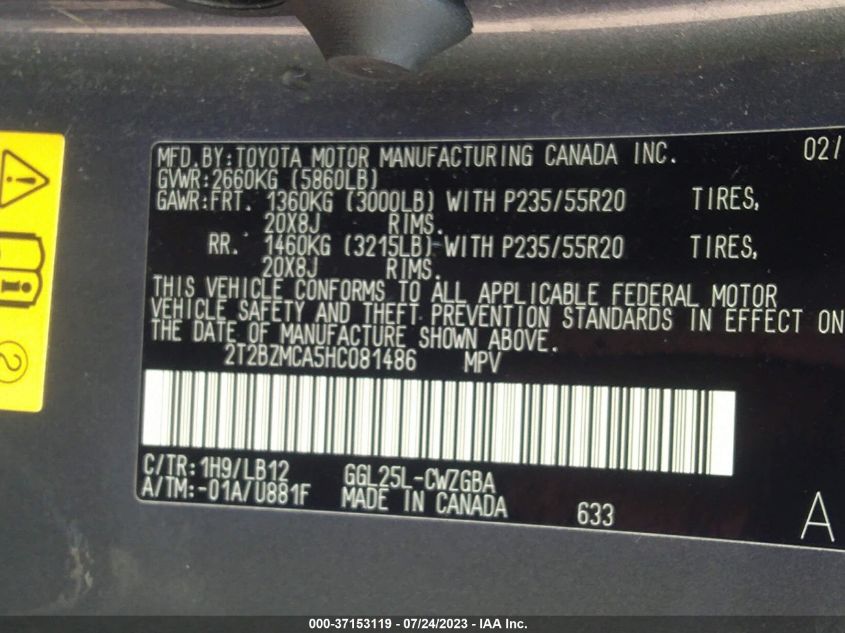 MFD.BY:TOYOTA MOTOR MANUFACTURING CANADA INC. 02/
GVWR:2660KG (5860LB)
GAWR:FRT. 1360KG (3000LB) WITH P235/55R20 TIRES,
20X8J RIMS.
RR. 1460KG (3215LB) WITH P235/55R20 TIRES,
20X8J RIMS.
THIS VEHICLE CONFORMS TO ALL APPLICABLE FEDERAL MOTOR
VEHICLE SAFETY AND THEFT PREVENTION STANDARDS IN EFFECT ON
THE DATE OF MANUFACTURE SHOWN ABOVE.
2T2BZMCA5HC081486 MPV
C/TR:1H9/LB12 GGL25L-CWZGBA
A/TM:-01A/U881F MADE IN CANADA 633 A
000-37153119 - 07/24/2023 - IAA Inc.